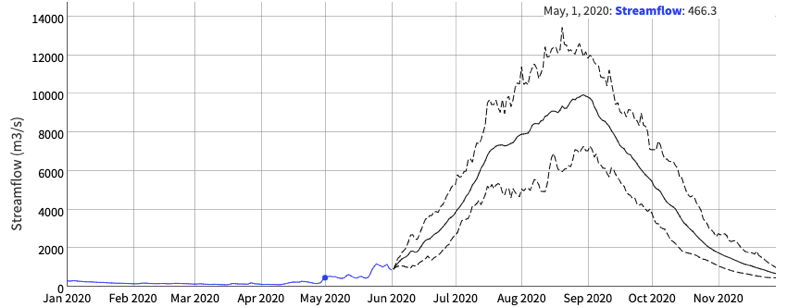 May, 1, 2020: Streamflow: 466.3
14000
12000
10000
8000
6000
4000
2000
0
Streamflow (m3/s)
Jan 2020 Feb 2020 Mar 2020 Apr 2020 May 2020 Jun 2020 Jul 2020 Aug 2020 Sep 2020 Oct 2020 Nov 2020